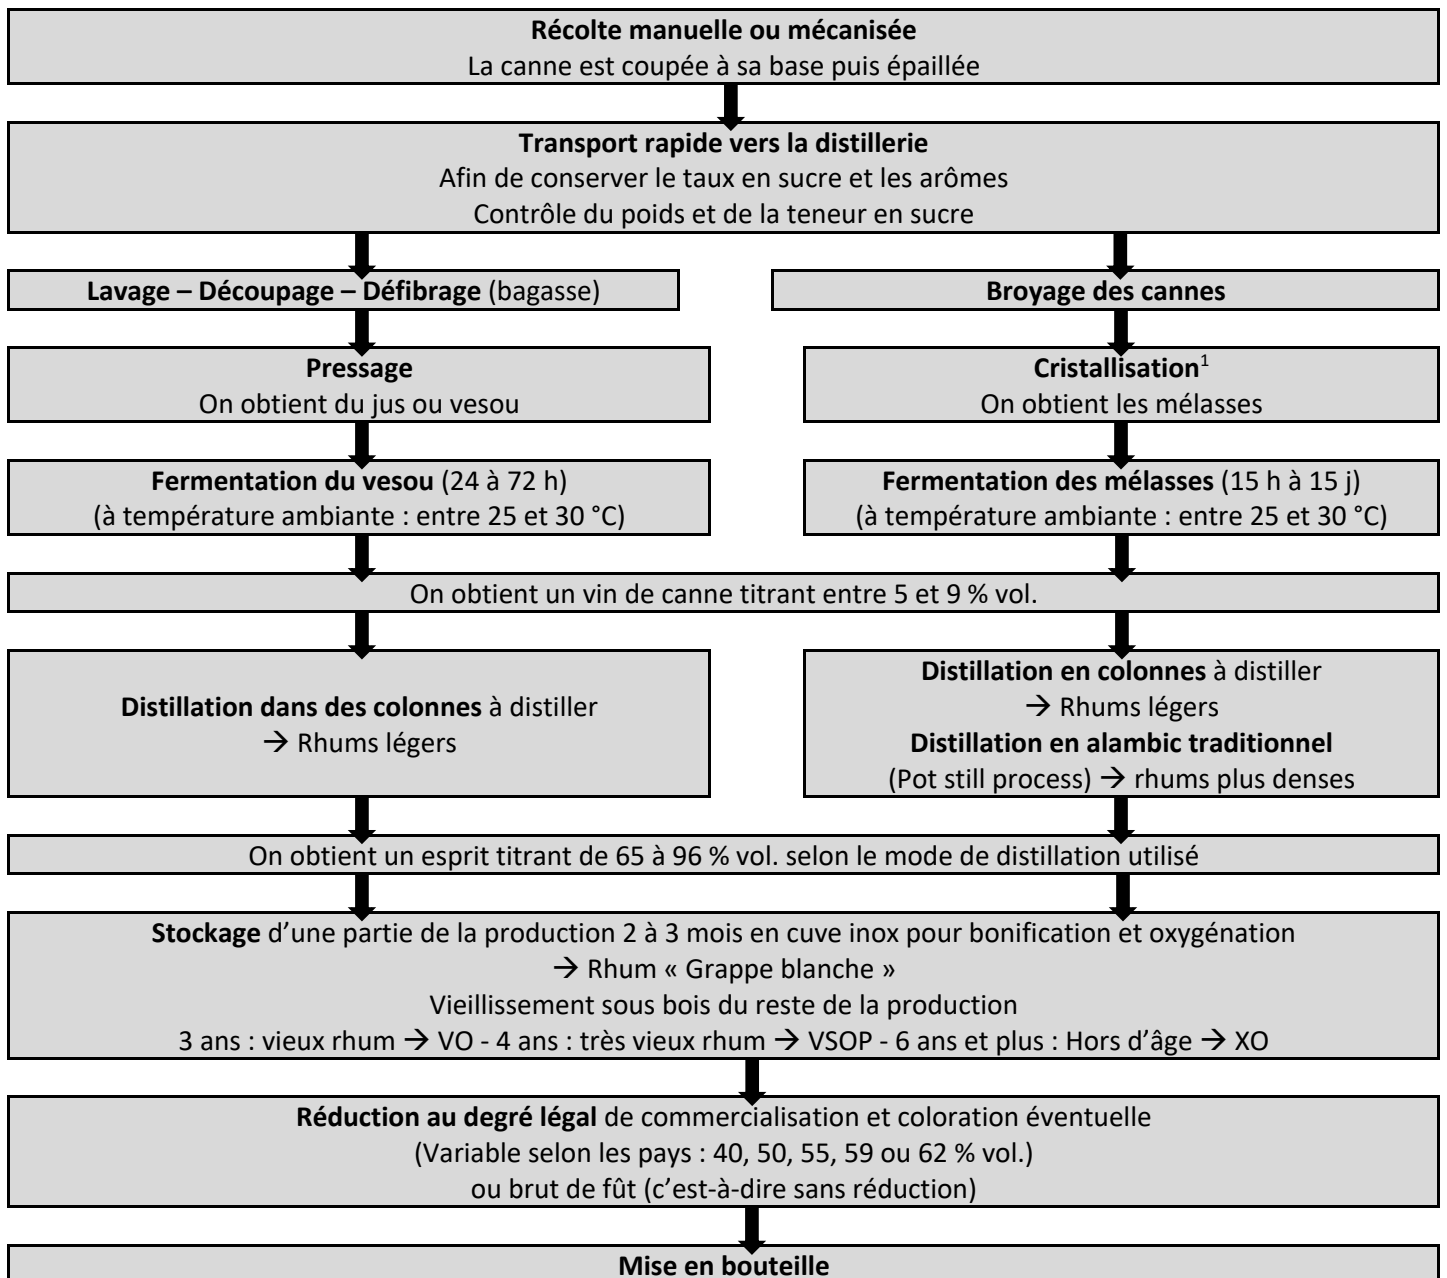 Récolte manuelle ou mécanisée
La canne est coupée à sa base puis épaillée
Transport rapide vers la distillerie
Afin de conserver le taux en sucre et les arômes
Contrôle du poids et de la teneur en sucre
Lavage – Découpage – Défibrage (bagasse)
Broyage des cannes
Pressage
On obtient du jus ou vesou
Cristallisation¹
On obtient les mélasses
Fermentation du vesou (24 à 72 h)
(à température ambiante : entre 25 et 30 °C)
Fermentation des mélasses (15 h à 15 j)
(à température ambiante : entre 25 et 30 °C)
On obtient un vin de canne titrant entre 5 et 9 % vol.
Distillation dans des colonnes à distiller
→ Rhums légers
Distillation en colonnes à distiller
→ Rhums légers
Distillation en alambic traditionnel
(Pot still process) → rhums plus denses
On obtient un esprit titrant de 65 à 96 % vol. selon le mode de distillation utilisé
Stockage d’une partie de la production 2 à 3 mois en cuve inox pour bonification et oxygénation
→ Rhum « Grappe blanche »
Vieillissement sous bois du reste de la production
3 ans : vieux rhum → VO - 4 ans : très vieux rhum → VSOP - 6 ans et plus : Hors d’âge → XO
Réduction au degré légal de commercialisation et coloration éventuelle
(Variable selon les pays : 40, 50, 55, 59 ou 62 % vol.)
ou brut de fût (c’est-à-dire sans réduction)
Mise en bouteille